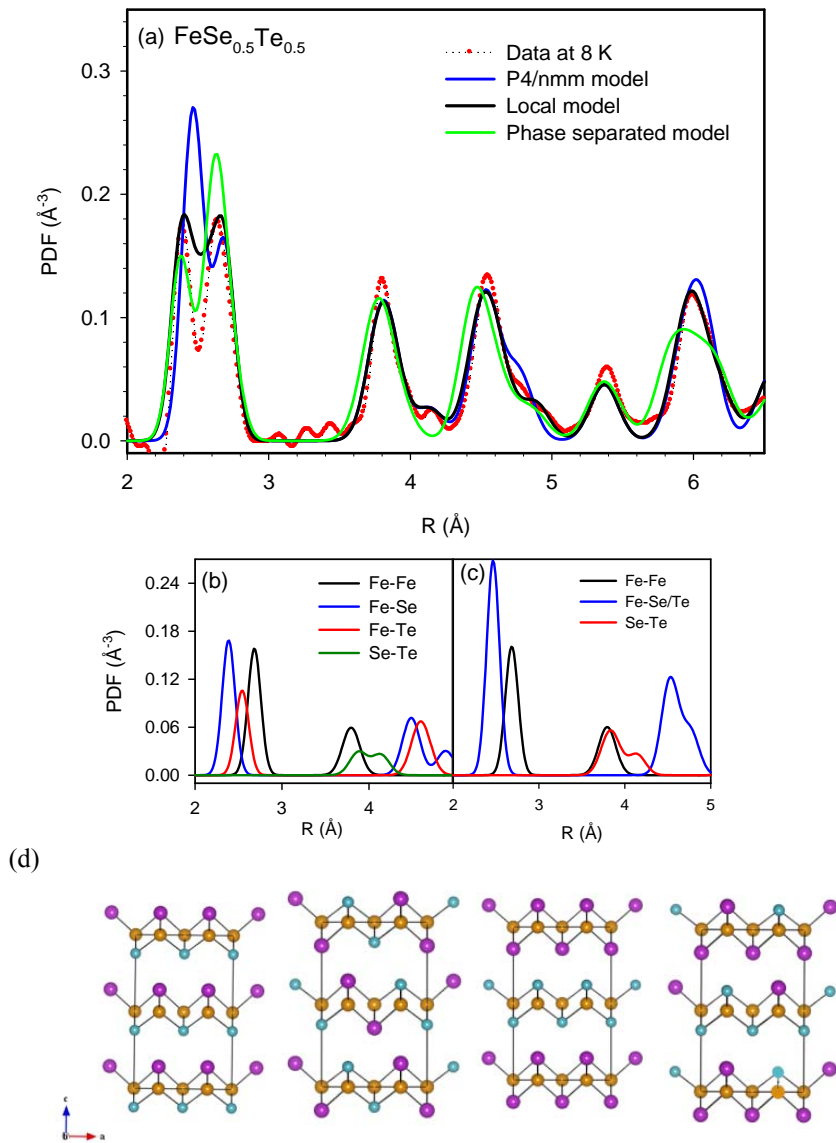 (a) FeSe0.5Te0.5
Data at 8 K
P4/nmm model
Local model
Phase separated model
PDF (Å-3)
0.3
0.2
0.1
0.0
2 3 4 5 6
R (Å)
(b)
Fe-Fe
Fe-Se
Fe-Te
Se-Te
(c)
Fe-Fe
Fe-Se/Te
Se-Te
PDF (Å-3)
0.24
0.18
0.12
0.06
0.00
2 3 4 2 3 4 5
R (Å) R (Å)
(d)
c
b a